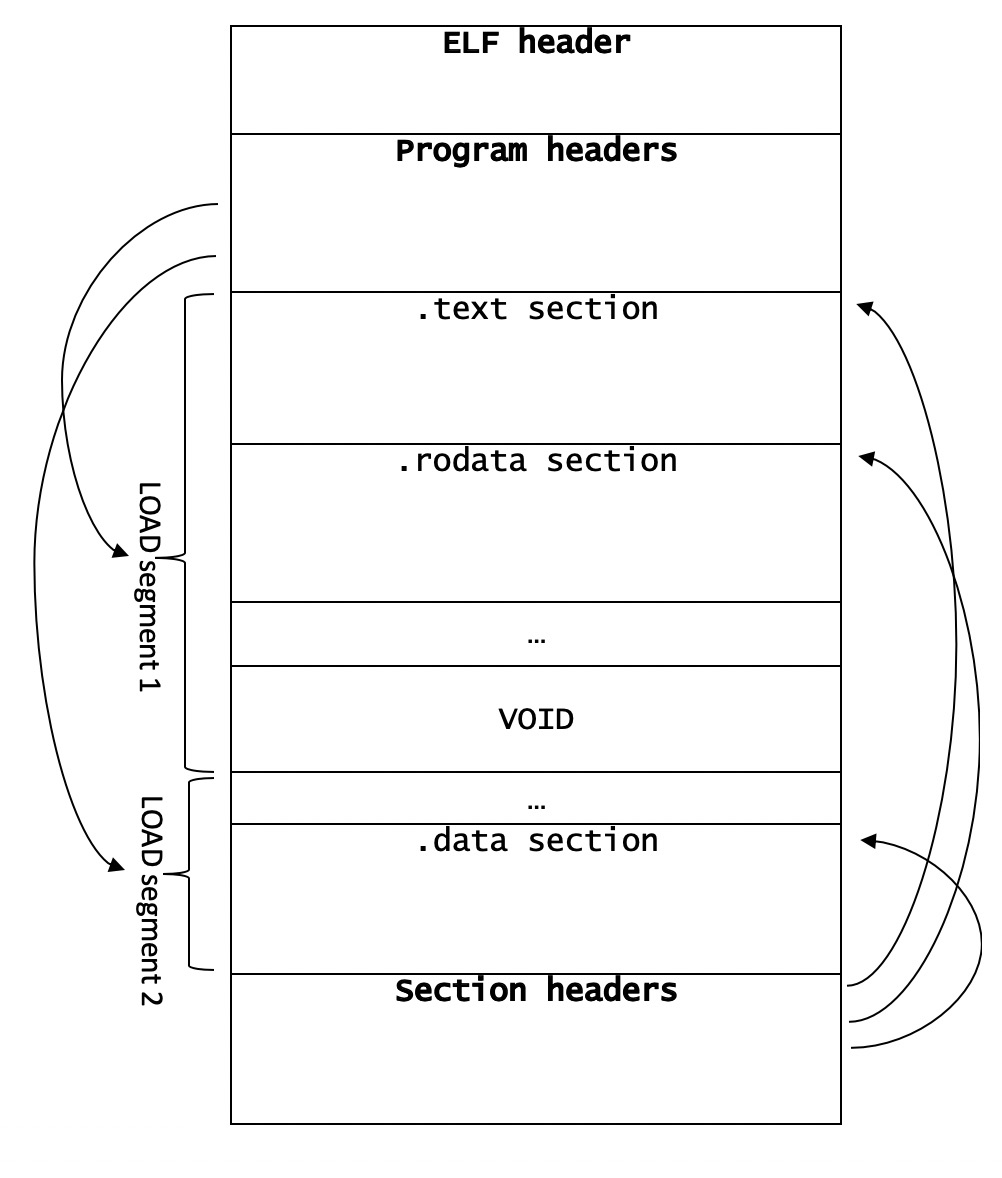 ELF header
Program headers
.text section
.rodata section
LOAD segment 1
…
VOID
…
LOAD segment 2
.data section
Section headers